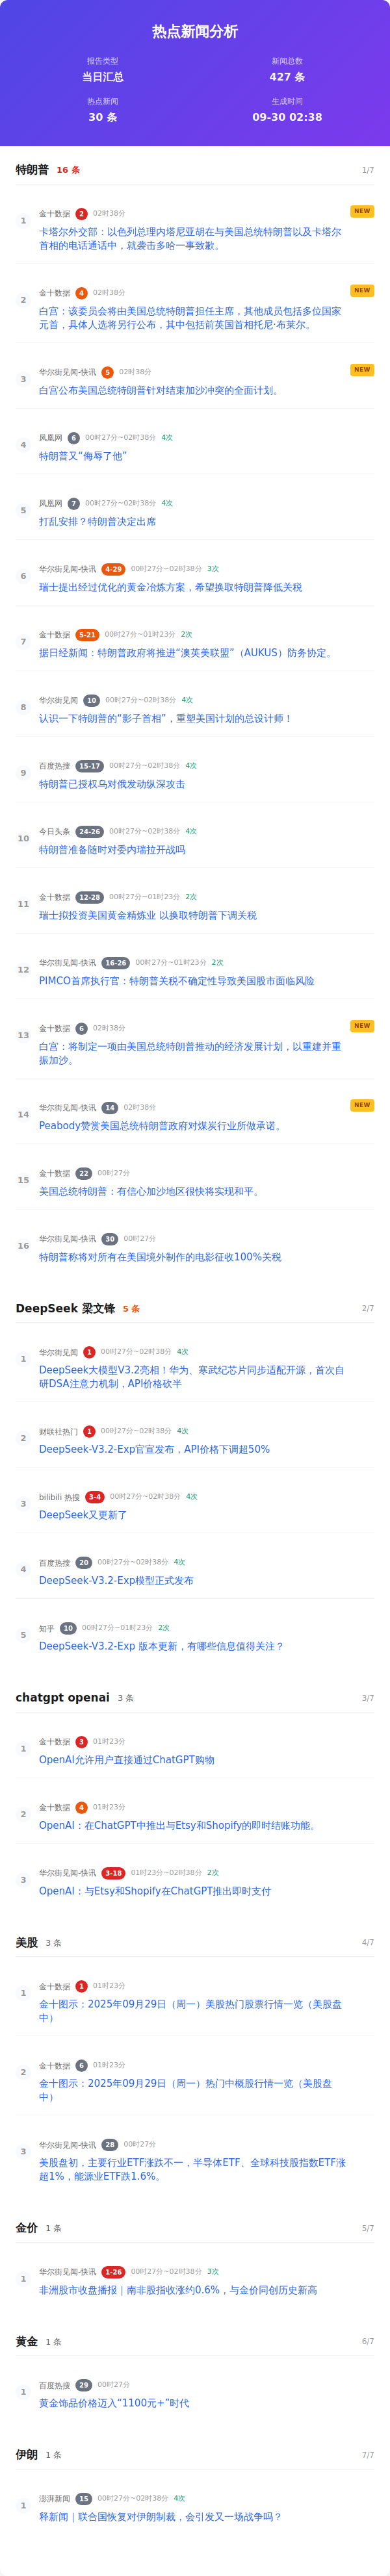 热点新闻分析
报告类型
新闻总数
当日汇总
427 条
热点新闻
生成时间
30 条
09-30 02:38
特朗普 16 条 1/7
1 金十数据 2 02时38分 NEW
卡塔尔外交部：以色列总理内塔尼亚胡在与美国总统特朗普以及卡塔尔
首相的电话通话中，就袭击多哈一事致歉。
2 金十数据 4 02时38分 NEW
白宫：该委员会将由美国总统特朗普担任主席，其他成员包括多位国家
元首，具体人选将另行公布，其中包括前英国首相托尼·布莱尔。
3 华尔街见闻-快讯 5 02时38分 NEW
白宫公布美国总统特朗普针对结束加沙冲突的全面计划。
4 凤凰网 6 00时27分~02时38分 4次
特朗普又“侮辱了他”
5 凤凰网 7 00时27分~02时38分 4次
打乱安排？特朗普决定出席
6 华尔街见闻-快讯 4-29 00时27分~02时38分 3次
瑞士提出经过优化的黄金冶炼方案，希望换取特朗普降低关税
7 金十数据 5-21 00时27分~01时23分 2次
据日经新闻：特朗普政府将推进“澳英美联盟”（AUKUS）防务协定。
8 华尔街见闻 10 00时27分~02时38分 4次
认识一下特朗普的“影子首相”，重塑美国计划的总设计师！
9 百度热搜 15-17 00时27分~02时38分 4次
特朗普已授权乌对俄发动纵深攻击
10 今日头条 24-26 00时27分~02时38分 4次
特朗普准备随时对委内瑞拉开战吗
11 金十数据 12-28 00时27分~01时23分 2次
瑞士拟投资美国黄金精炼业 以换取特朗普下调关税
12 华尔街见闻-快讯 16-26 00时27分~01时23分 2次
PIMCO首席执行官：特朗普关税不确定性导致美国股市面临风险
13 金十数据 6 02时38分 NEW
白宫：将制定一项由美国总统特朗普推动的经济发展计划，以重建并重
振加沙。
14 华尔街见闻-快讯 14 02时38分 NEW
Peabody赞赏美国总统特朗普政府对煤炭行业所做承诺。
15 金十数据 22 00时27分
美国总统特朗普：有信心加沙地区很快将实现和平。
16 华尔街见闻-快讯 30 00时27分
特朗普称将对所有在美国境外制作的电影征收100%关税
DeepSeek 梁文锋 5 条 2/7
1 华尔街见闻 1 00时27分~02时38分 4次
DeepSeek大模型V3.2亮相！华为、寒武纪芯片同步适配开源，首次自
研DSA注意力机制，API价格砍半
2 财联社热门 1 00时27分~02时38分 4次
DeepSeek-V3.2-Exp官宣发布，API价格下调超50%
3 bilibili 热搜 3-4 00时27分~02时38分 4次
DeepSeek又更新了
4 百度热搜 20 00时27分~02时38分 4次
DeepSeek-V3.2-Exp模型正式发布
5 知乎 10 00时27分~01时23分 2次
DeepSeek-V3.2-Exp 版本更新，有哪些信息值得关注？
chatgpt openai 3 条 3/7
1 金十数据 3 01时23分
OpenAI允许用户直接通过ChatGPT购物
2 金十数据 4 01时23分
OpenAI：在ChatGPT中推出与Etsy和Shopify的即时结账功能。
3 华尔街见闻-快讯 3-18 01时23分~02时38分 2次
OpenAI：与Etsy和Shopify在ChatGPT推出即时支付
美股 3 条 4/7
1 金十数据 1 01时23分
金十图示：2025年09月29日（周一）美股热门股票行情一览（美股盘
中）
2 金十数据 6 01时23分
金十图示：2025年09月29日（周一）热门中概股行情一览（美股盘
中）
3 华尔街见闻-快讯 28 00时27分
美股盘初，主要行业ETF涨跌不一，半导体ETF、全球科技股指数ETF涨
超1%，能源业ETF跌1.6%。
金价 1 条 5/7
1 华尔街见闻-快讯 1-26 00时27分~02时38分 3次
非洲股市收盘播报｜南非股指收涨约0.6%，与金价同创历史新高
黄金 1 条 6/7
1 百度热搜 29 00时27分
黄金饰品价格迈入“1100元+”时代
伊朗 1 条 7/7
1 澎湃新闻 15 00时27分~02时38分 4次
释新闻｜联合国恢复对伊朗制裁，会引发又一场战争吗？